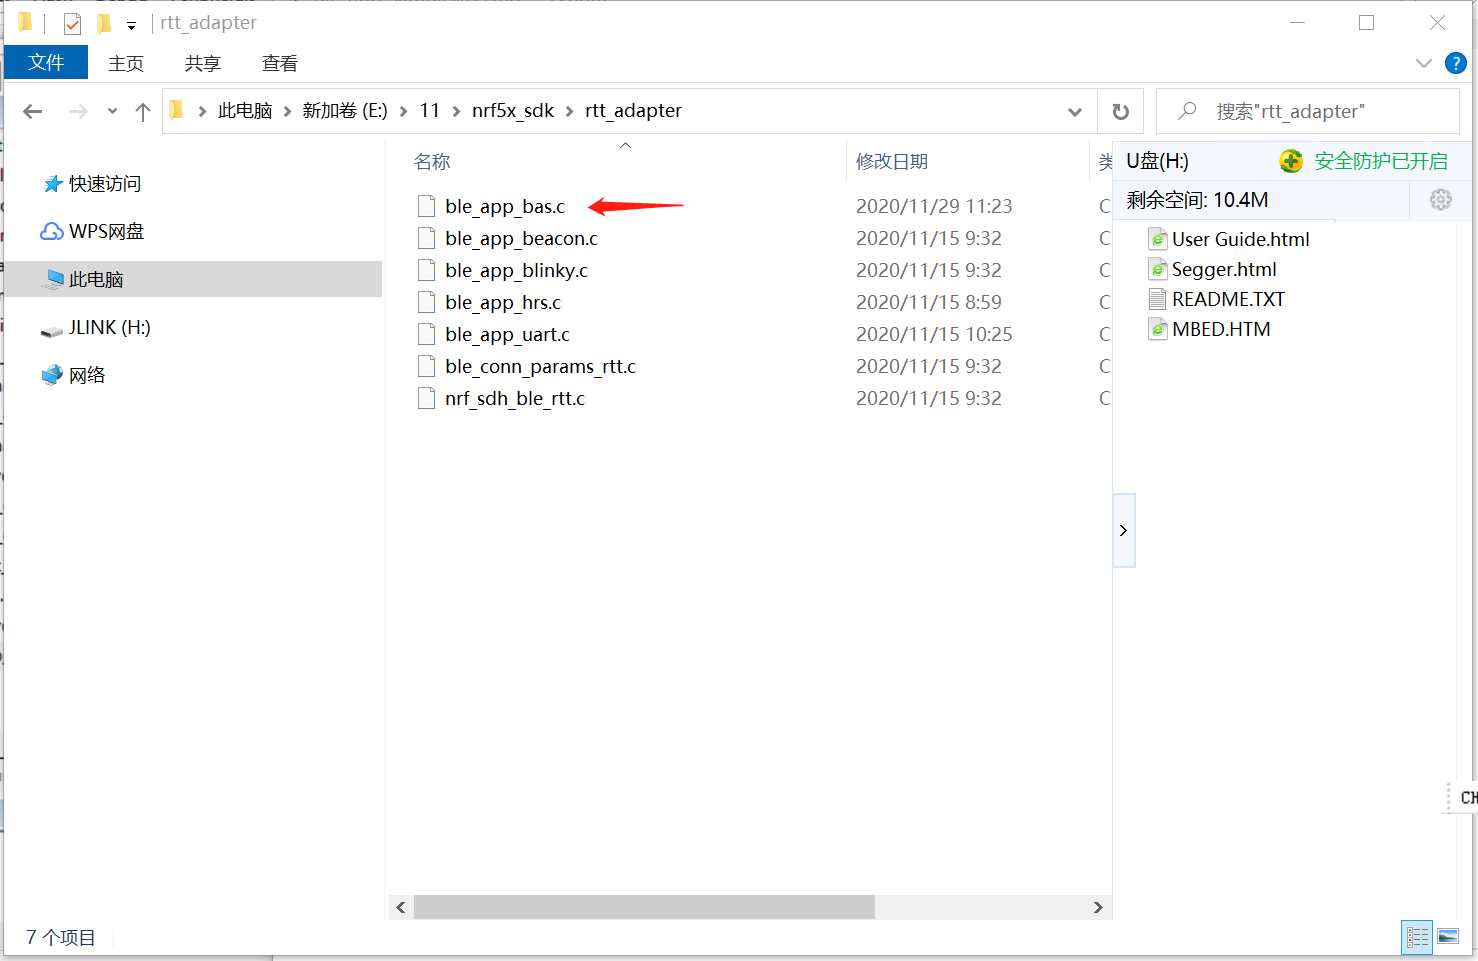 rtt_adapter
文件 主页 共享 查看
此电脑 新加卷 (E:) 11 nrf5x_sdk rtt_adapter
搜索"rtt_adapter"
快速访问
WPS网盘
此电脑
JLINK (H:)
网络
名称 修改日期 类
ble_app_bas.c 2020/11/29 11:23 C
ble_app_beacon.c 2020/11/15 9:32 C
ble_app_blinky.c 2020/11/15 9:32 C
ble_app_hrs.c 2020/11/15 8:59 C
ble_app_uart.c 2020/11/15 10:25 C
ble_conn_params_rtt.c 2020/11/15 9:32 C
nrf_sdh_ble_rtt.c 2020/11/15 9:32 C
U盘(H:) 安全防护已开启
剩余空间: 10.4M
User Guide.html
Segger.html
README.TXT
MBED.HTM
CH
7 个项目